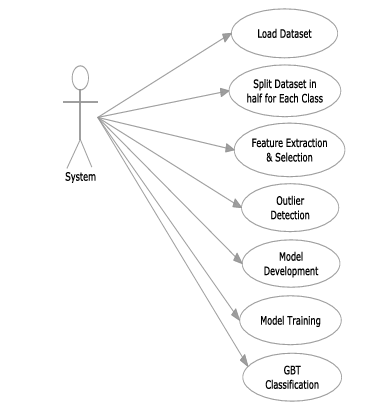 Load Dataset
Split Dataset in
half for Each Class
Feature Extraction
& Selection
System
Outlier
Detection
Model
Development
Model Training
GBT
Classification